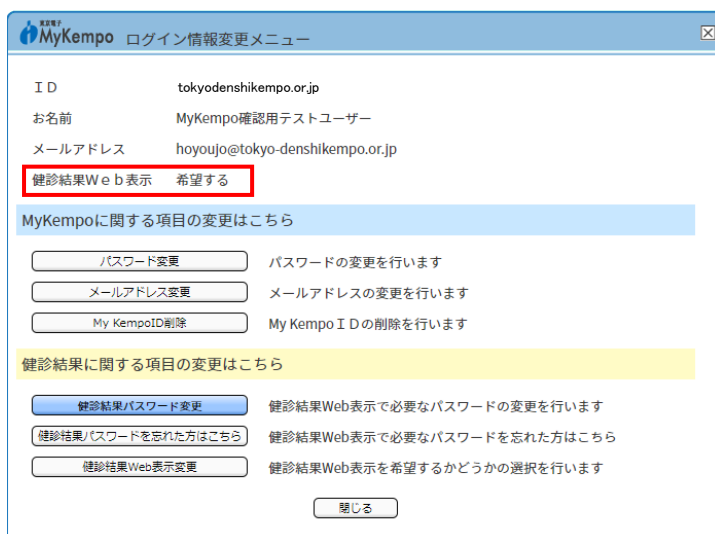 東京電子
MyKempo ログイン情報変更メニュー
ＩＤ tokyodenshikempo.or.jp
お名前 MyKempo確認用テストユーザー
メールアドレス hoyoujo@tokyo-denshikempo.or.jp
健診結果Ｗｅｂ表示 希望する
MyKempoに関する項目の変更はこちら
パスワード変更 パスワードの変更を行います
メールアドレス変更 メールアドレスの変更を行います
My KempoID削除 My KempoＩＤの削除を行います
健診結果に関する項目の変更はこちら
健診結果パスワード変更 健診結果Web表示で必要なパスワードの変更を行います
健診結果パスワードを忘れた方はこちら 健診結果Web表示で必要なパスワードを忘れた方はこちら
健診結果Web表示変更 健診結果Web表示を希望するかどうかの選択を行います
閉じる